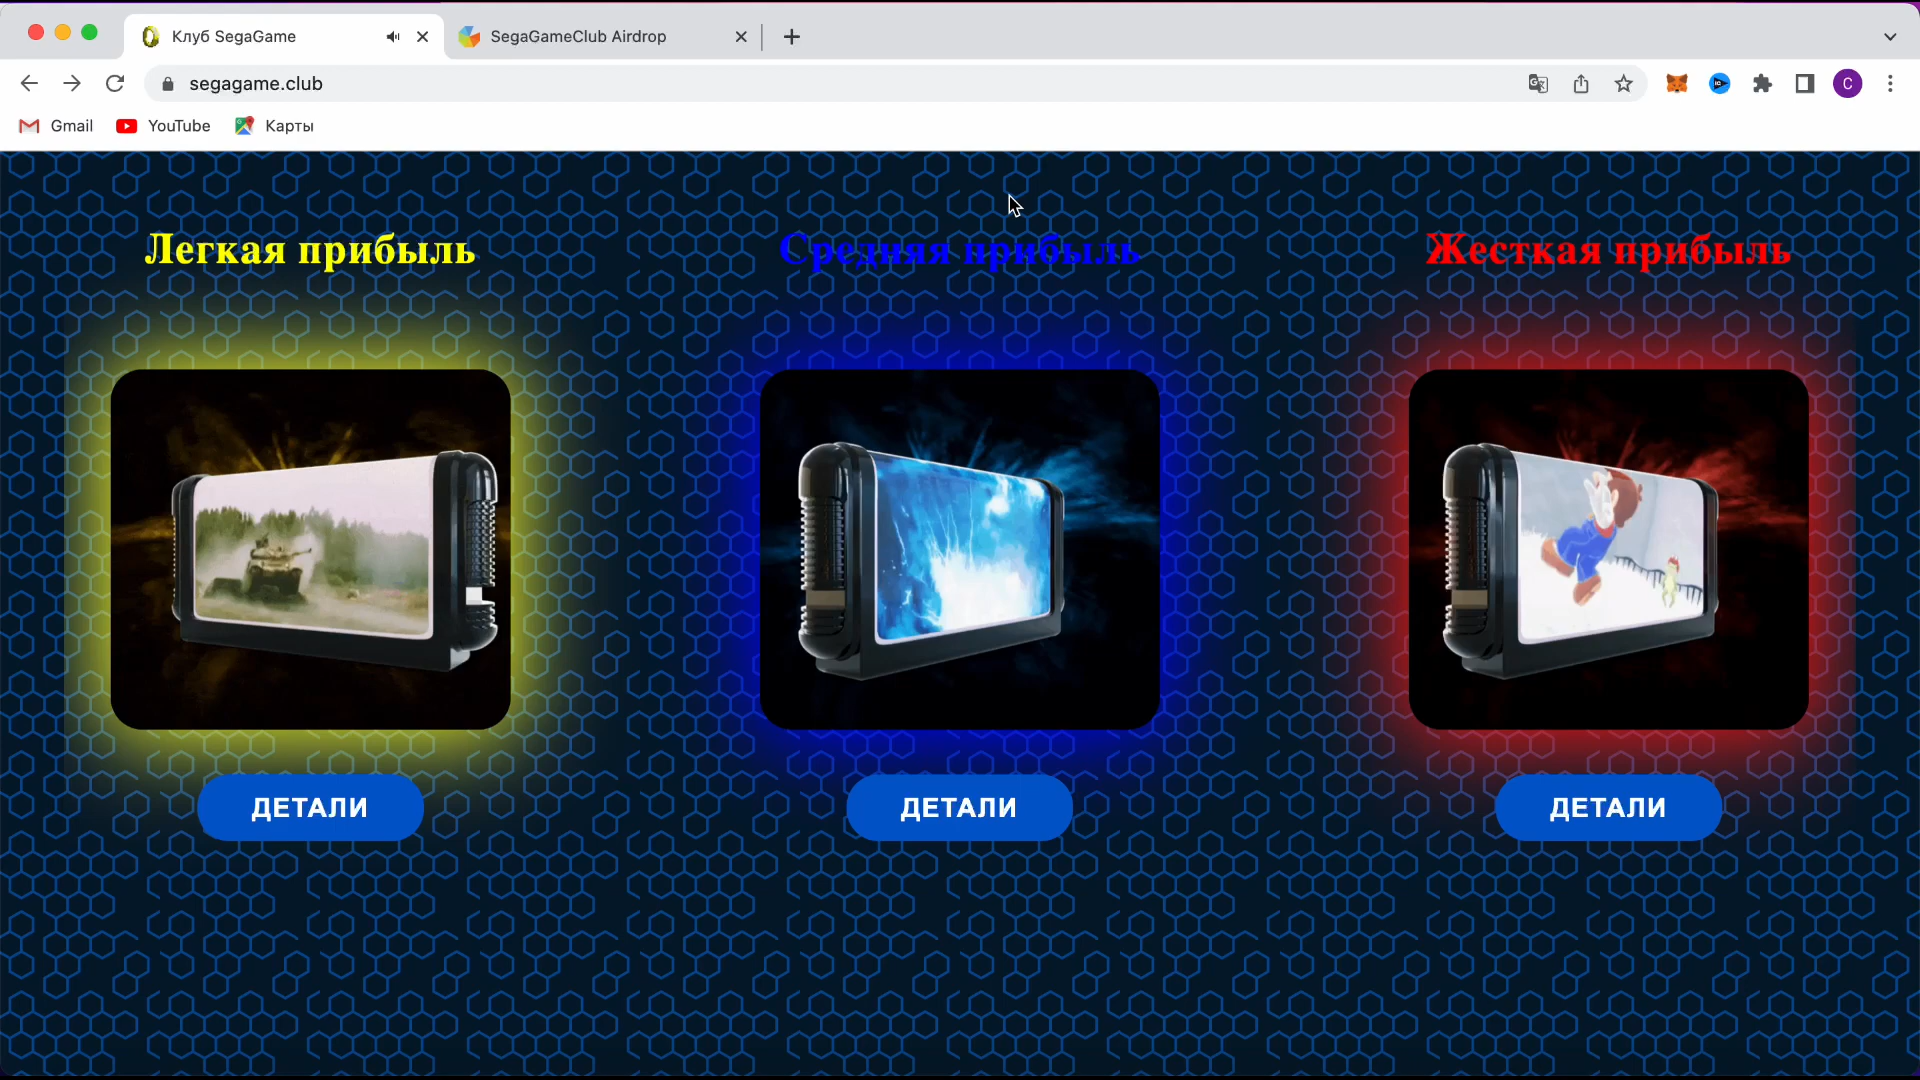 Клуб SegaGame
SegaGameClub Airdrop
segagame.club
C
Gmail
YouTube
Карты
Легкая прибыль
Средняя прибыль
Жесткая прибыль
ДЕТАЛИ
ДЕТАЛИ
ДЕТАЛИ